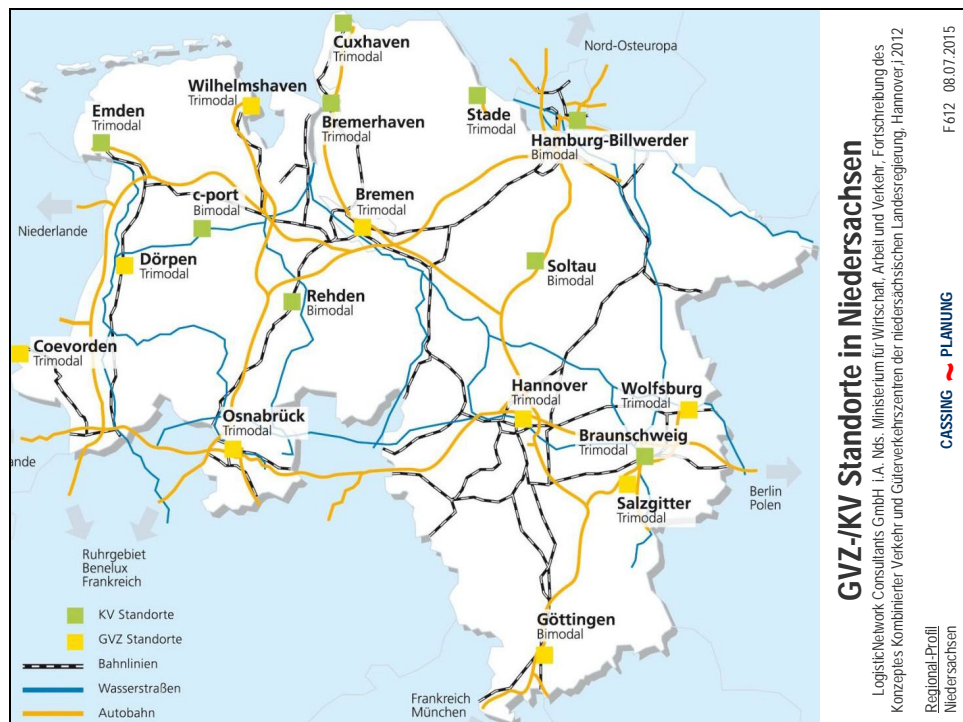 Cuxhaven
Trimodal
Nord-Osteuropa
Wilhelmshaven
Trimodal
Emden
Trimodal
Bremerhaven
Trimodal
Stade
Trimodal
Hamburg-Billwerder
Bimodal
c-port
Bimodal
Bremen
Trimodal
Niederlande
Dörpen
Trimodal
Soltau
Bimodal
Rehden
Bimodal
Coevorden
Trimodal
Hannover
Trimodal
Wolfsburg
Trimodal
Osnabrück
Trimodal
Braunschweig
Trimodal
ande
Salzgitter
Trimodal
Berlin
Polen
Ruhrgebiet
Benelux
Frankreich
Göttingen
Bimodal
Frankreich
München
KV Standorte
GVZ Standorte
Bahnlinien
Wasserstraßen
Autobahn
GVZ-/KV Standorte in Niedersachsen
LogisticNetwork Consultants GmbH i.A. Nds. Ministerium für Wirtschaft, Arbeit und Verkehr, Fortschreibung des
Konzeptes Kombinierter Verkehr und Güterverkehrszentren der niedersächsischen Landesregierung, Hannover,i 2012
Regional-Profil
Niedersachsen
CASSING ~ PLANUNG
F 612 08.07.2015